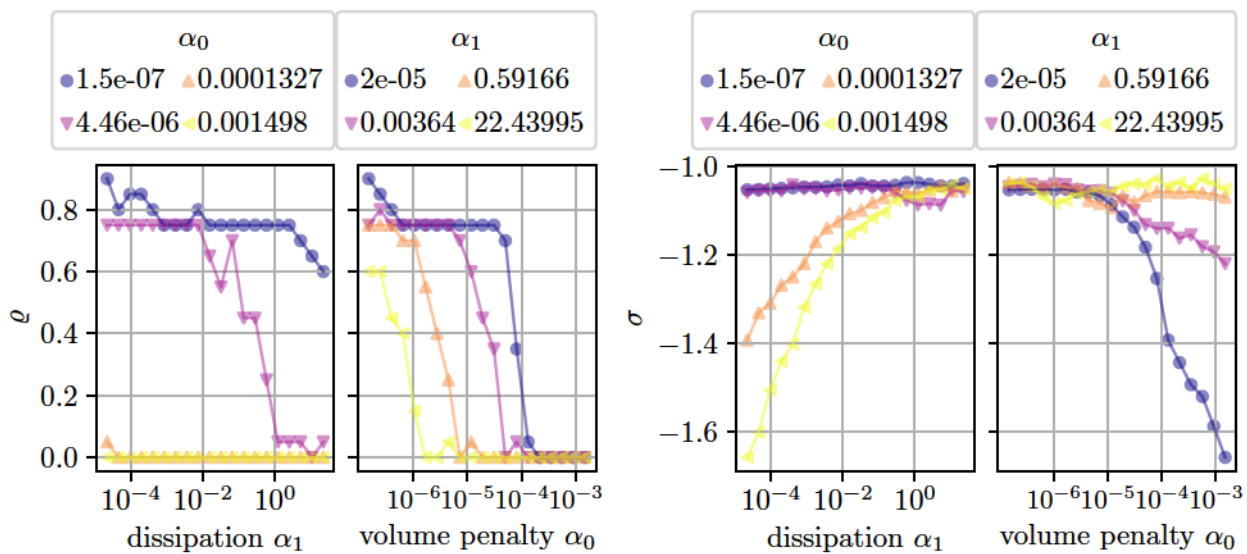 α₀ α₁ α₀ α₁
1.5e-07 0.0001327 2e-05 0.59166 1.5e-07 0.0001327 2e-05 0.59166
4.46e-06 0.001498 0.00364 22.43995 4.46e-06 0.001498 0.00364 22.43995
ϱ
0.8
0.6
0.4
0.2
0.0
10⁻⁴ 10⁻² 10⁰ 10⁻⁶ 10⁻⁵ 10⁻⁴ 10⁻³
dissipation α₁ volume penalty α₀
σ
−1.0
−1.2
−1.4
−1.6
10⁻⁴ 10⁻² 10⁰ 10⁻⁶ 10⁻⁵ 10⁻⁴ 10⁻³
dissipation α₁ volume penalty α₀